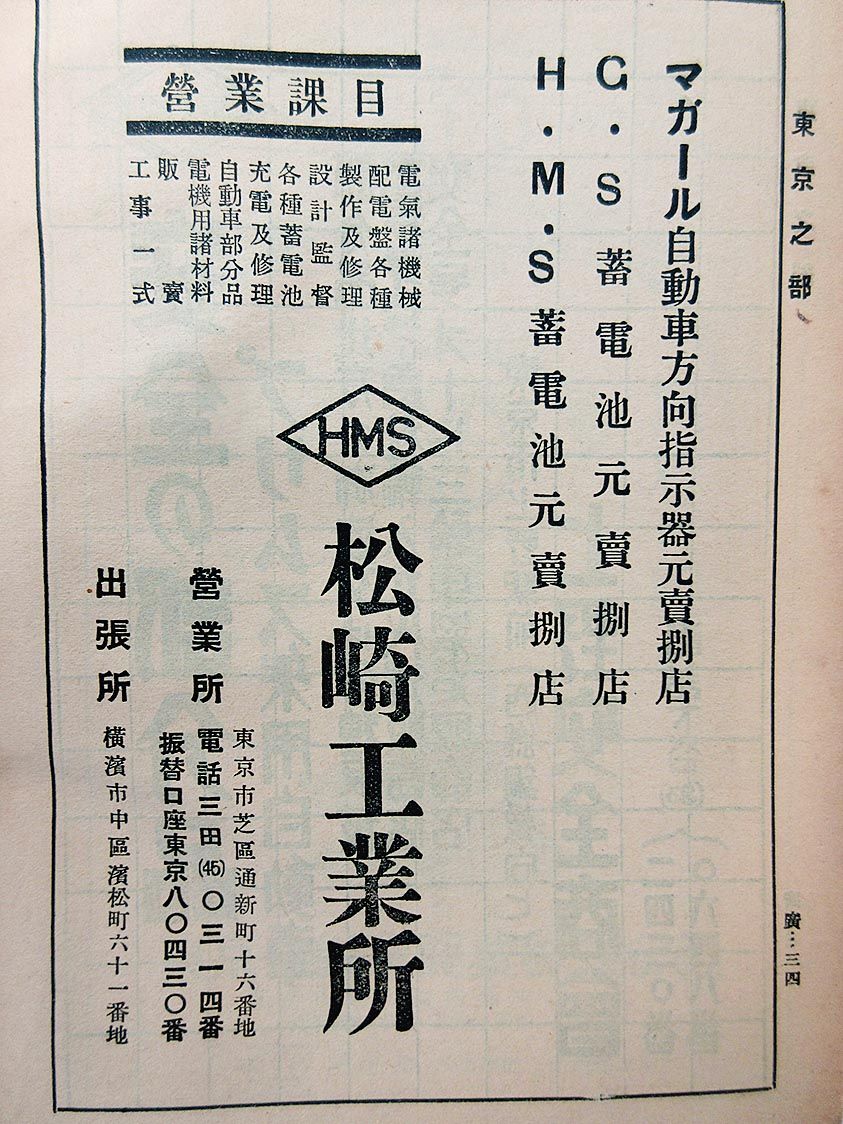 東京之部
マガール自動車方向指示器元賣捌店
G.S蓄電池元賣捌店
H.M.S蓄電池元賣捌店
營業課目
電氣諸機械
配電盤各種
製作及修理
設計監督
各種蓄電池
充電及修理
自動車部分品
電機用諸材料
販賣
工事一式
HMS
松崎工業所
營業所
東京市芝區通新町十六番地
電話三田(45)〇三一四番
振替口座東京八〇四三〇番
出張所
橫濱市中區濱松町六十一番地
廣…三四